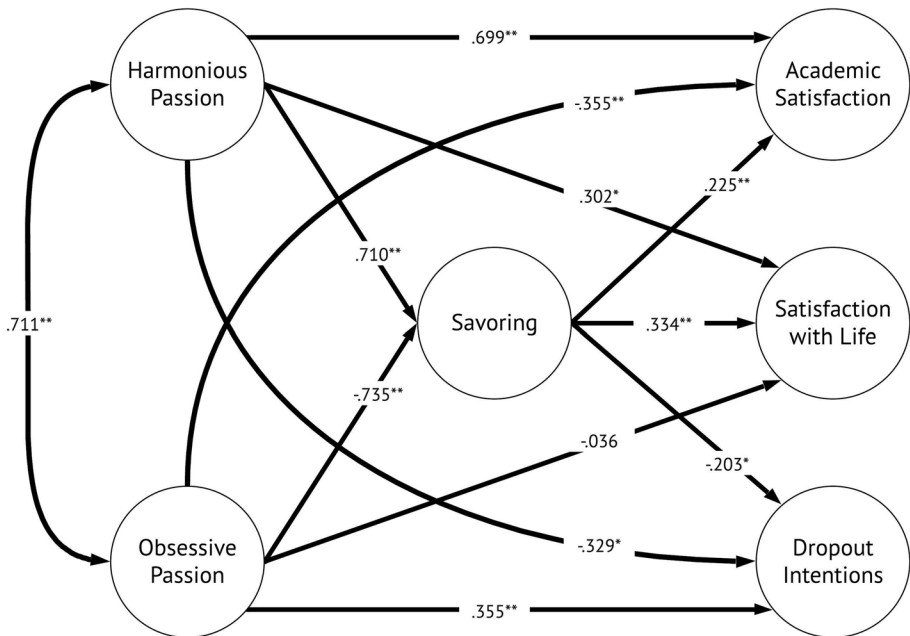 .699**
Harmonious
Passion
Academic
Satisfaction
-.355**
.225**
.302*
.710**
.711**
Savoring
.334**
Satisfaction
with Life
-.735**
-.036
-.203*
Obsessive
Passion
-.329*
Dropout
Intentions
.355**